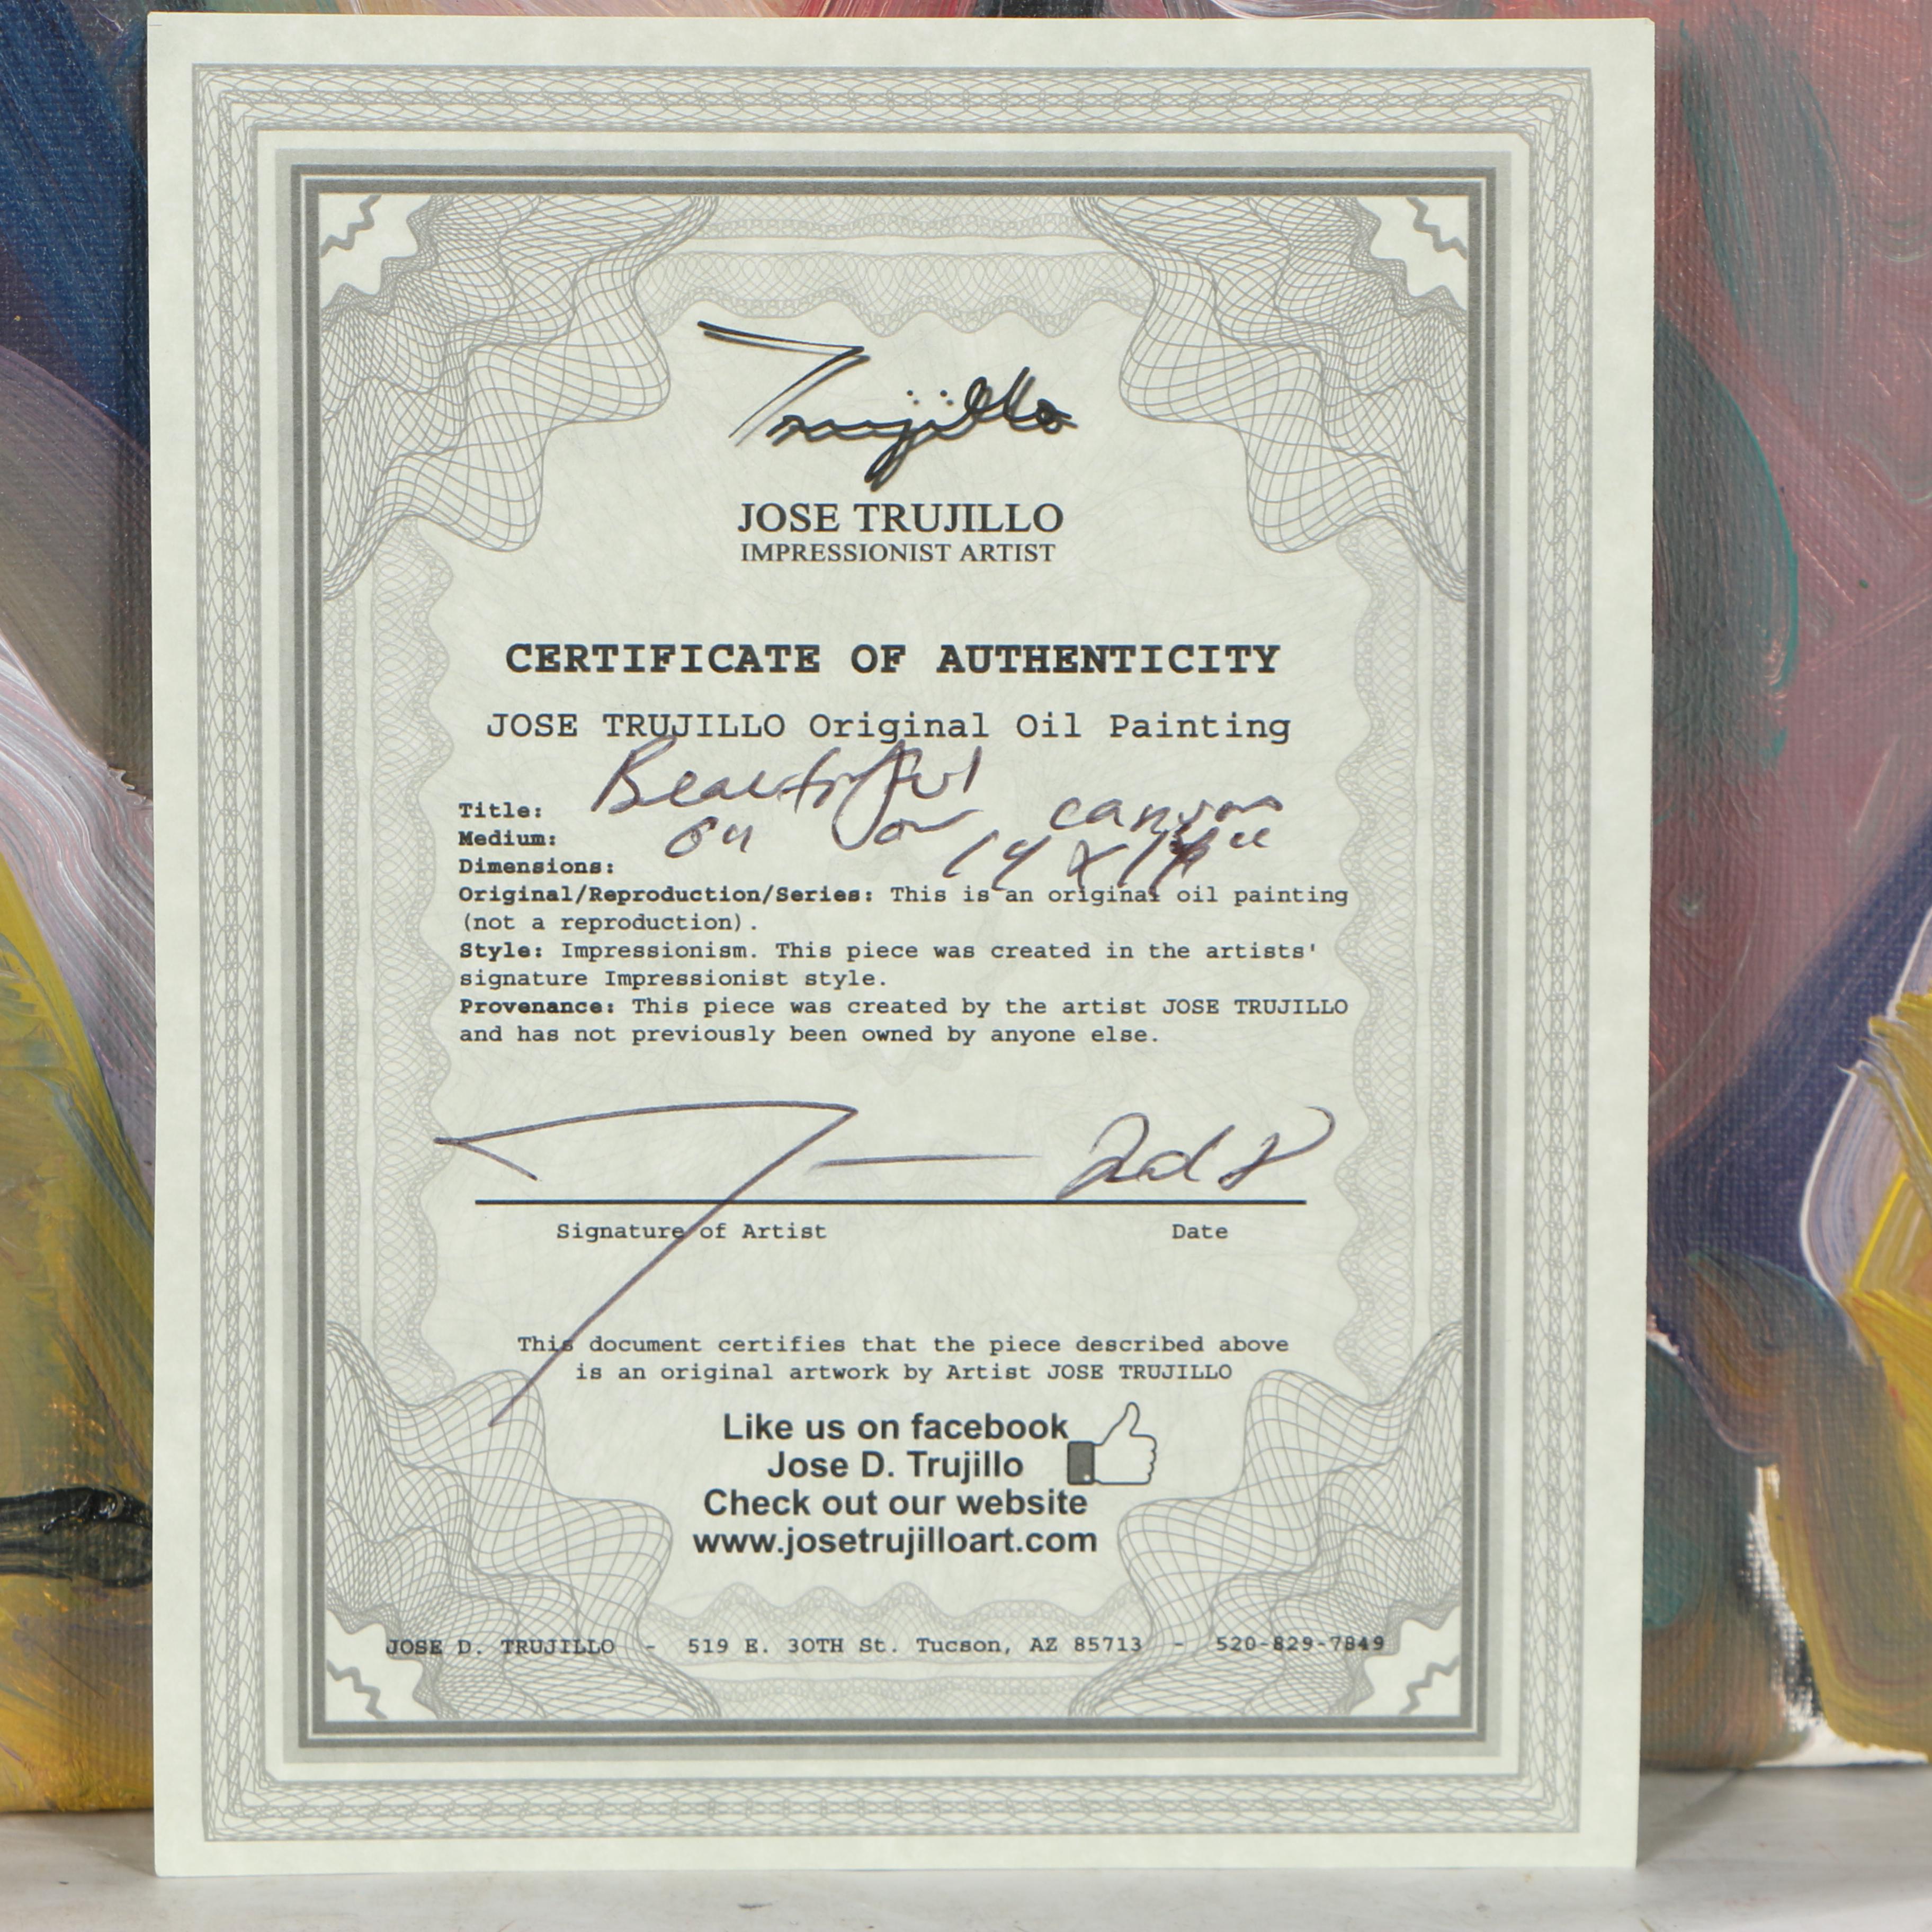 Trujillo
JOSE TRUJILLO
IMPRESSIONIST ARTIST
CERTIFICATE OF AUTHENTICITY
JOSE TRUJILLO Original Oil Painting
Title: Beautiful
Medium: Oil on canvas
Dimensions: 14 x
Original/Reproduction/Series: This is an original oil painting
(not a reproduction).
Style: Impressionism. This piece was created in the artists'
signature Impressionist style.
Provenance: This piece was created by the artist JOSE TRUJILLO
and has not previously been owned by anyone else.
Signature of Artist Date
This document certifies that the piece described above
is an original artwork by Artist JOSE TRUJILLO
Like us on facebook
Jose D. Trujillo
Check out our website
www.josetrujilloart.com
JOSE D. TRUJILLO - 519 E. 30TH St. Tucson, AZ 85713 - 520-829-7849